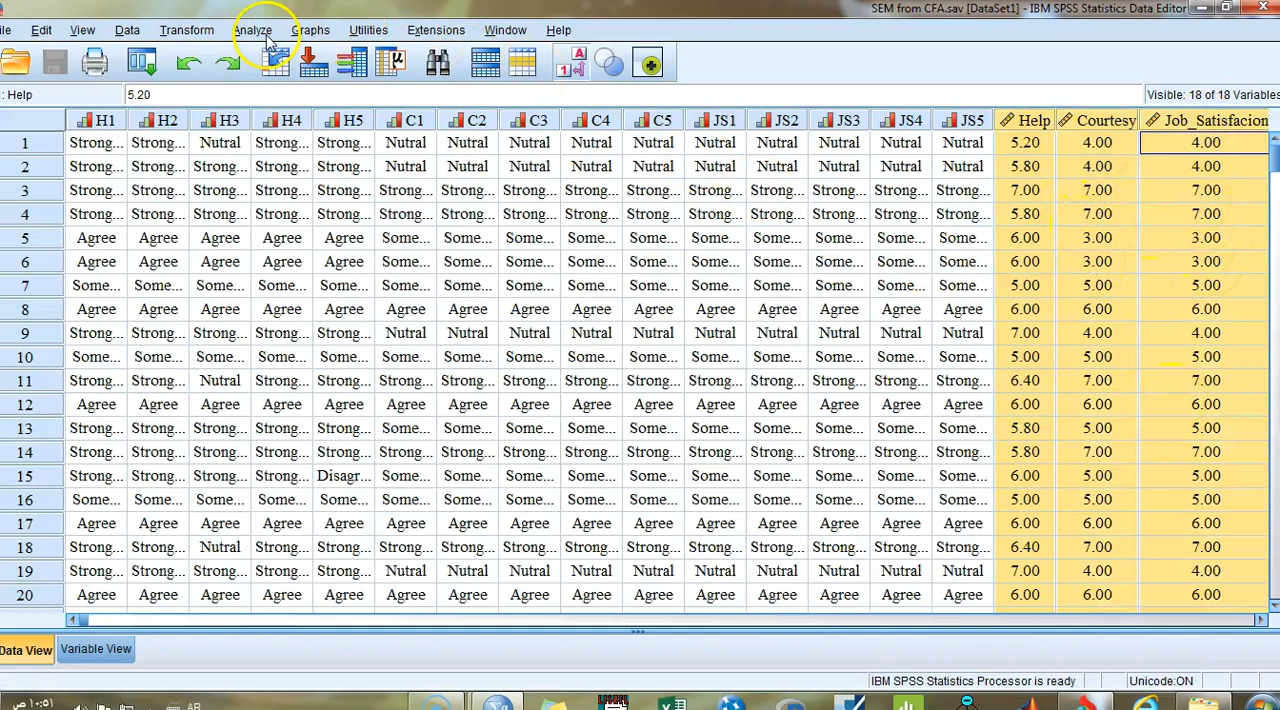 SEM from CFA.sav [DataSet1] - IBM SPSS Statistics Data Editor
ile Edit View Data Transform Analyze Graphs Utilities Extensions Window Help
: Help 5.20 Visible: 18 of 18 Variables
H1 H2 H3 H4 H5 C1 C2 C3 C4 C5 JS1 JS2 JS3 JS4 JS5 Help Courtesy Job_Satisfacion
1 Strong... Strong... Nutral Strong... Strong... Nutral Nutral Nutral Nutral Nutral Nutral Nutral Nutral Nutral Nutral 5.20 4.00 4.00
2 Strong... Strong... Strong... Strong... Strong... Nutral Nutral Nutral Nutral Nutral Nutral Nutral Nutral Nutral Nutral 5.80 4.00 4.00
3 Strong... Strong... Strong... Strong... Strong... Strong... Strong... Strong... Strong... Strong... Strong... Strong... Strong... Strong... Strong... 7.00 7.00 7.00
4 Strong... Strong... Strong... Strong... Strong... Strong... Strong... Strong... Strong... Strong... Strong... Strong... Strong... Strong... Strong... 5.80 7.00 7.00
5 Agree Agree Agree Agree Agree Some... Some... Some... Some... Some... Some... Some... Some... Some... Some... 6.00 3.00 3.00
6 Agree Agree Agree Agree Agree Some... Some... Some... Some... Some... Some... Some... Some... Some... Some... 6.00 3.00 3.00
7 Some... Some... Some... Some... Some... Some... Some... Some... Some... Some... Some... Some... Some... Some... Some... 5.00 5.00 5.00
8 Agree Agree Agree Agree Agree Agree Agree Agree Agree Agree Agree Agree Agree Agree Agree 6.00 6.00 6.00
9 Strong... Strong... Strong... Strong... Strong... Nutral Nutral Nutral Nutral Nutral Nutral Nutral Nutral Nutral Nutral 7.00 4.00 4.00
10 Some... Some... Some... Some... Some... Some... Some... Some... Some... Some... Some... Some... Some... Some... Some... 5.00 5.00 5.00
11 Strong... Strong... Nutral Strong... Strong... Strong... Strong... Strong... Strong... Strong... Strong... Strong... Strong... Strong... Strong... 6.40 7.00 7.00
12 Agree Agree Agree Agree Agree Agree Agree Agree Agree Agree Agree Agree Agree Agree Agree 6.00 6.00 6.00
13 Strong... Strong... Strong... Strong... Strong... Some... Some... Some... Some... Some... Some... Some... Some... Some... Some... 5.80 5.00 5.00
14 Strong... Strong... Strong... Strong... Strong... Strong... Strong... Strong... Strong... Strong... Strong... Strong... Strong... Strong... Strong... 5.80 7.00 7.00
15 Strong... Strong... Strong... Strong... Disagr... Some... Some... Some... Some... Some... Some... Some... Some... Some... Some... 6.00 5.00 5.00
16 Some... Some... Some... Some... Some... Some... Some... Some... Some... Some... Some... Some... Some... Some... Some... 5.00 5.00 5.00
17 Agree Agree Agree Agree Agree Agree Agree Agree Agree Agree Agree Agree Agree Agree Agree 6.00 6.00 6.00
18 Strong... Strong... Nutral Strong... Strong... Strong... Strong... Strong... Strong... Strong... Strong... Strong... Strong... Strong... Strong... 6.40 7.00 7.00
19 Strong... Strong... Strong... Strong... Strong... Nutral Nutral Nutral Nutral Nutral Nutral Nutral Nutral Nutral Nutral 7.00 4.00 4.00
20 Agree Agree Agree Agree Agree Agree Agree Agree Agree Agree Agree Agree Agree Agree Agree 6.00 6.00 6.00
Data View Variable View
IBM SPSS Statistics Processor is ready Unicode:ON
١٠:٥١ ص AR